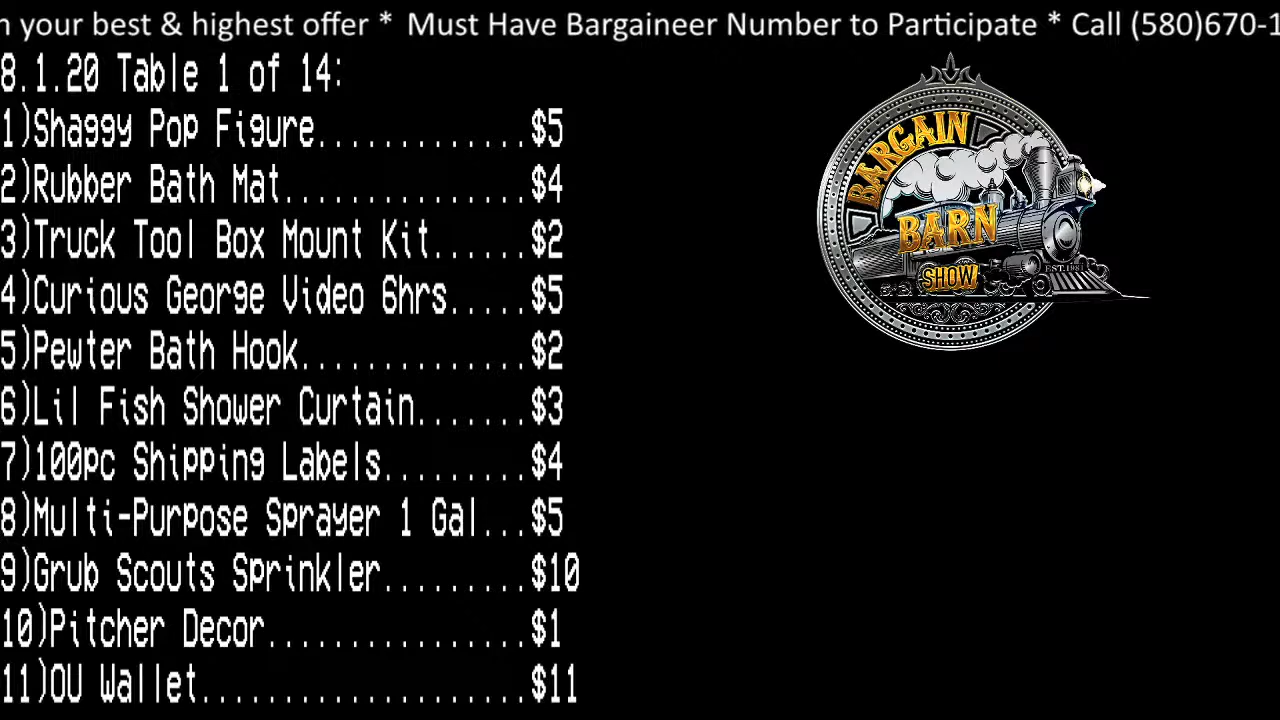 n your best & highest offer * Must Have Bargaineer Number to Participate * Call (580)670-1
8.1.20 Table 1 of 14:
1)Shaggy Pop Figure.............$5
2)Rubber Bath Mat...............$4
3)Truck Tool Box Mount Kit......$2
4)Curious George Video 6hrs.....$5
5)Pewter Bath Hook..............$2
6)Lil Fish Shower Curtain.......$3
7)100pc Shipping Labels.........$4
8)Multi-Purpose Sprayer 1 Gal...$5
9)Grub Scouts Sprinkler.........$10
10)Pitcher Decor................$1
11)OU Wallet....................$11
BARGAIN
BARN
SHOW